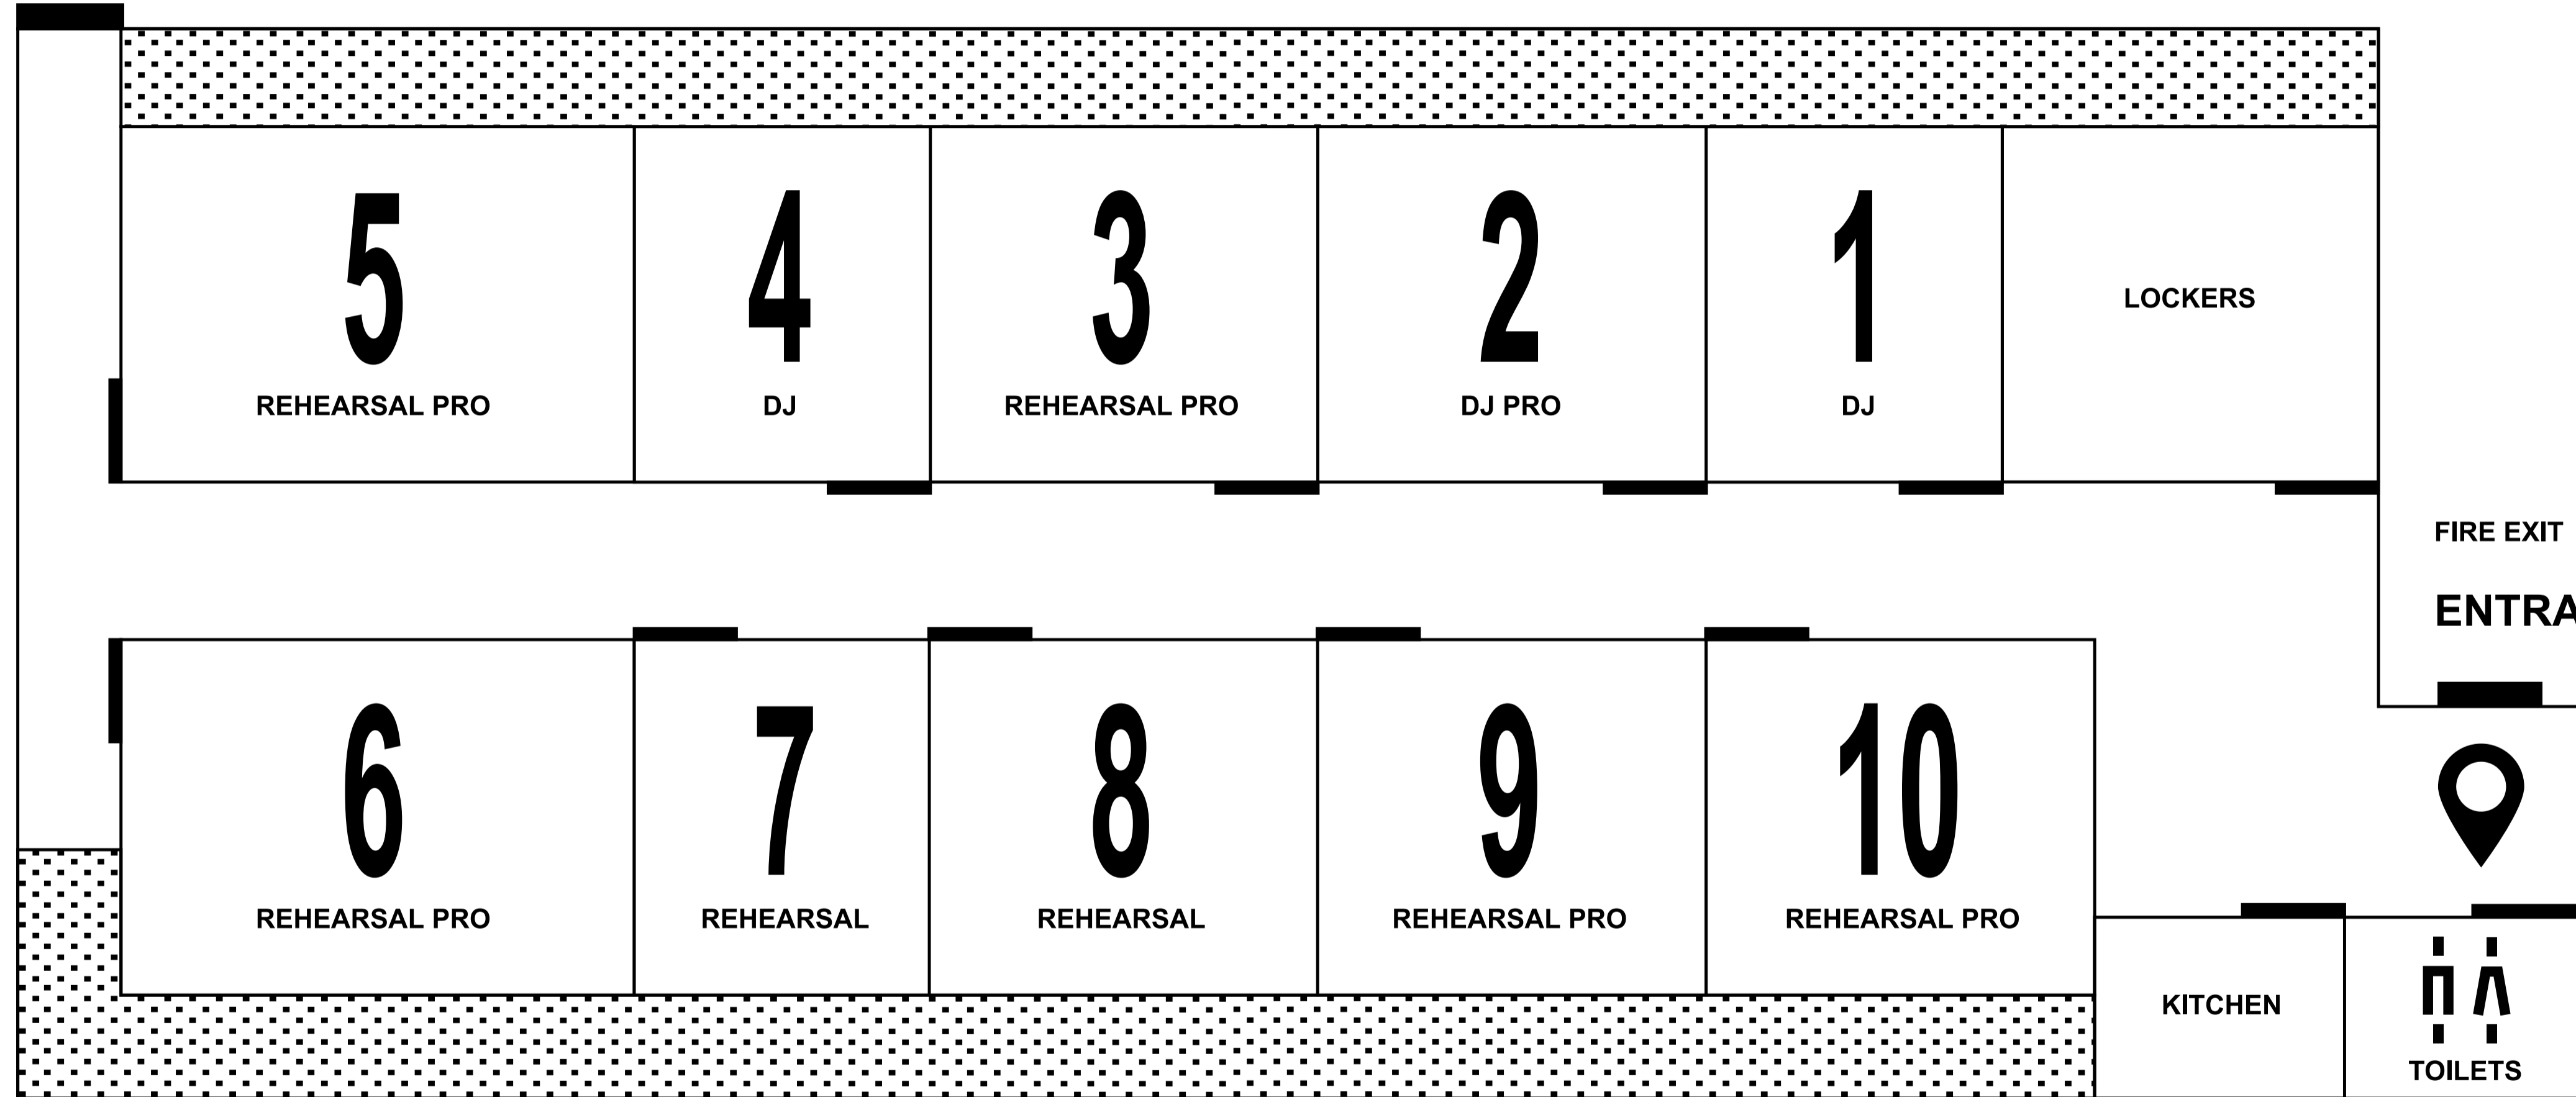 5
REHEARSAL PRO
4
DJ
3
REHEARSAL PRO
2
DJ PRO
1
DJ
LOCKERS
FIRE EXIT
ENTRA
6
REHEARSAL PRO
7
REHEARSAL
8
REHEARSAL
9
REHEARSAL PRO
10
REHEARSAL PRO
KITCHEN
TOILETS